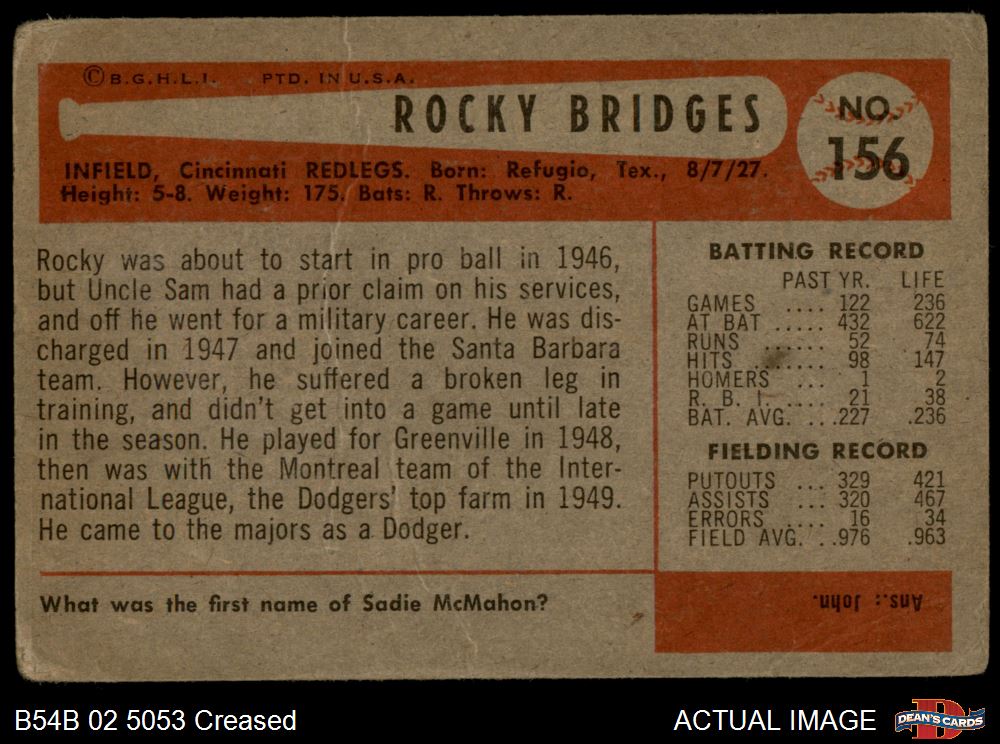 © B.G.H.L.I. PTD. IN U.S.A.
ROCKY BRIDGES
NO.
156
INFIELD, Cincinnati REDLEGS. Born: Refugio, Tex., 8/7/27.
Height: 5-8. Weight: 175. Bats: R. Throws: R.
Rocky was about to start in pro ball in 1946,
but Uncle Sam had a prior claim on his services,
and off he went for a military career. He was dis-
charged in 1947 and joined the Santa Barbara
team. However, he suffered a broken leg in
training, and didn't get into a game until late
in the season. He played for Greenville in 1948,
then was with the Montreal team of the Inter-
national League, the Dodgers' top farm in 1949.
He came to the majors as a Dodger.
BATTING RECORD
PAST YR. LIFE
GAMES .... 122 236
AT BAT ..... 432 622
RUNS ...... 52 74
HITS ....... 98 147
HOMERS ... 1 2
R. B. I. .... 21 38
BAT. AVG. ...227 .236
FIELDING RECORD
PUTOUTS ... 329 421
ASSISTS ... 320 467
ERRORS .... 16 34
FIELD AVG. ..976 .963
What was the first name of Sadie McMahon?
Ans.: John.
B54B 02 5053 Creased
ACTUAL IMAGE
DEAN'S CARDS